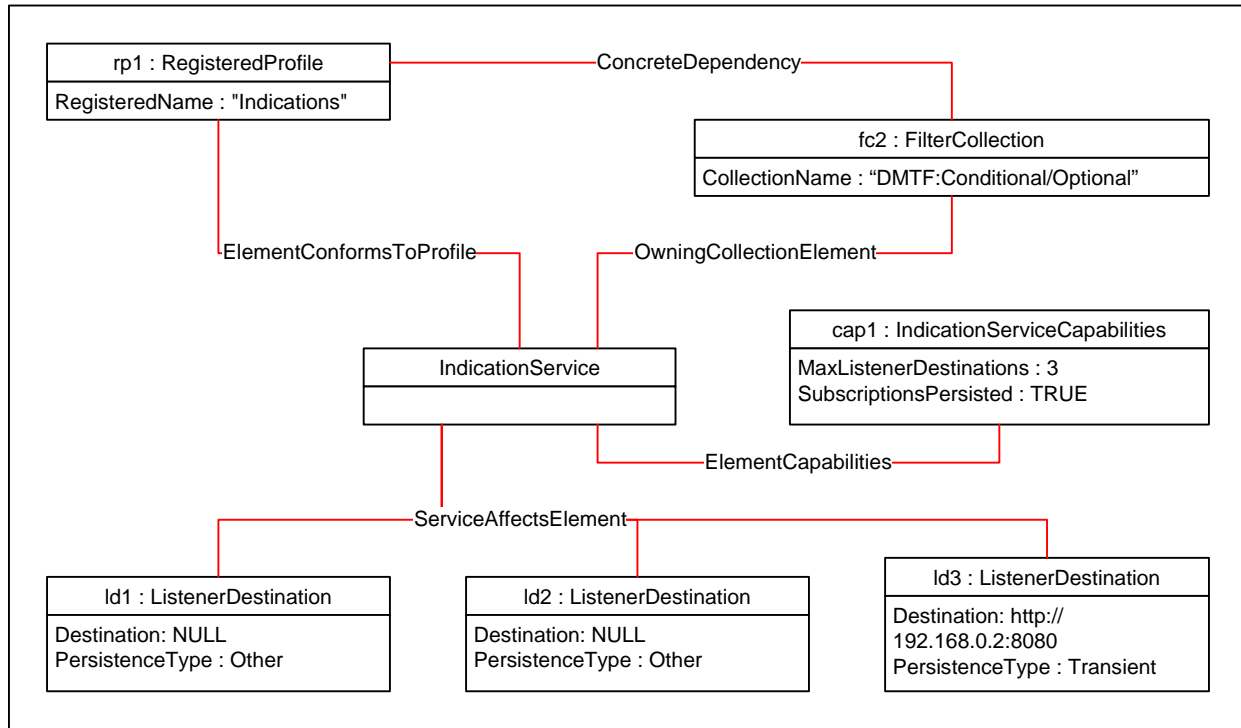 rp1 : RegisteredProfile
RegisteredName : "Indications"
ConcreteDependency
fc2 : FilterCollection
CollectionName : “DMTF:Conditional/Optional”
ElementConformsToProfile
OwningCollectionElement
IndicationService
cap1 : IndicationServiceCapabilities
MaxListenerDestinations : 3
SubscriptionsPersisted : TRUE
ElementCapabilities
ServiceAffectsElement
ld1 : ListenerDestination
Destination: NULL
PersistenceType : Other
ld2 : ListenerDestination
Destination: NULL
PersistenceType : Other
ld3 : ListenerDestination
Destination: http://
192.168.0.2:8080
PersistenceType : Transient